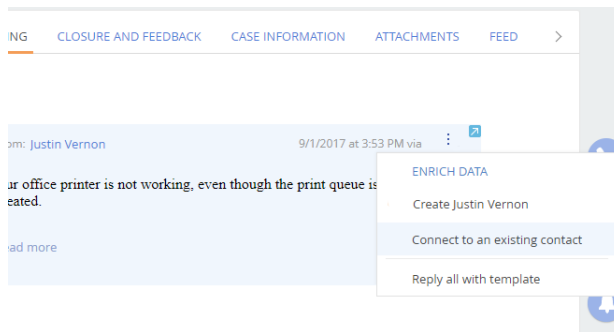 NG CLOSURE AND FEEDBACK CASE INFORMATION ATTACHMENTS FEED
om: Justin Vernon 9/1/2017 at 3:53 PM via
ur office printer is not working, even though the print queue is
eated.
ead more
ENRICH DATA
Create Justin Vernon
Connect to an existing contact
Reply all with template